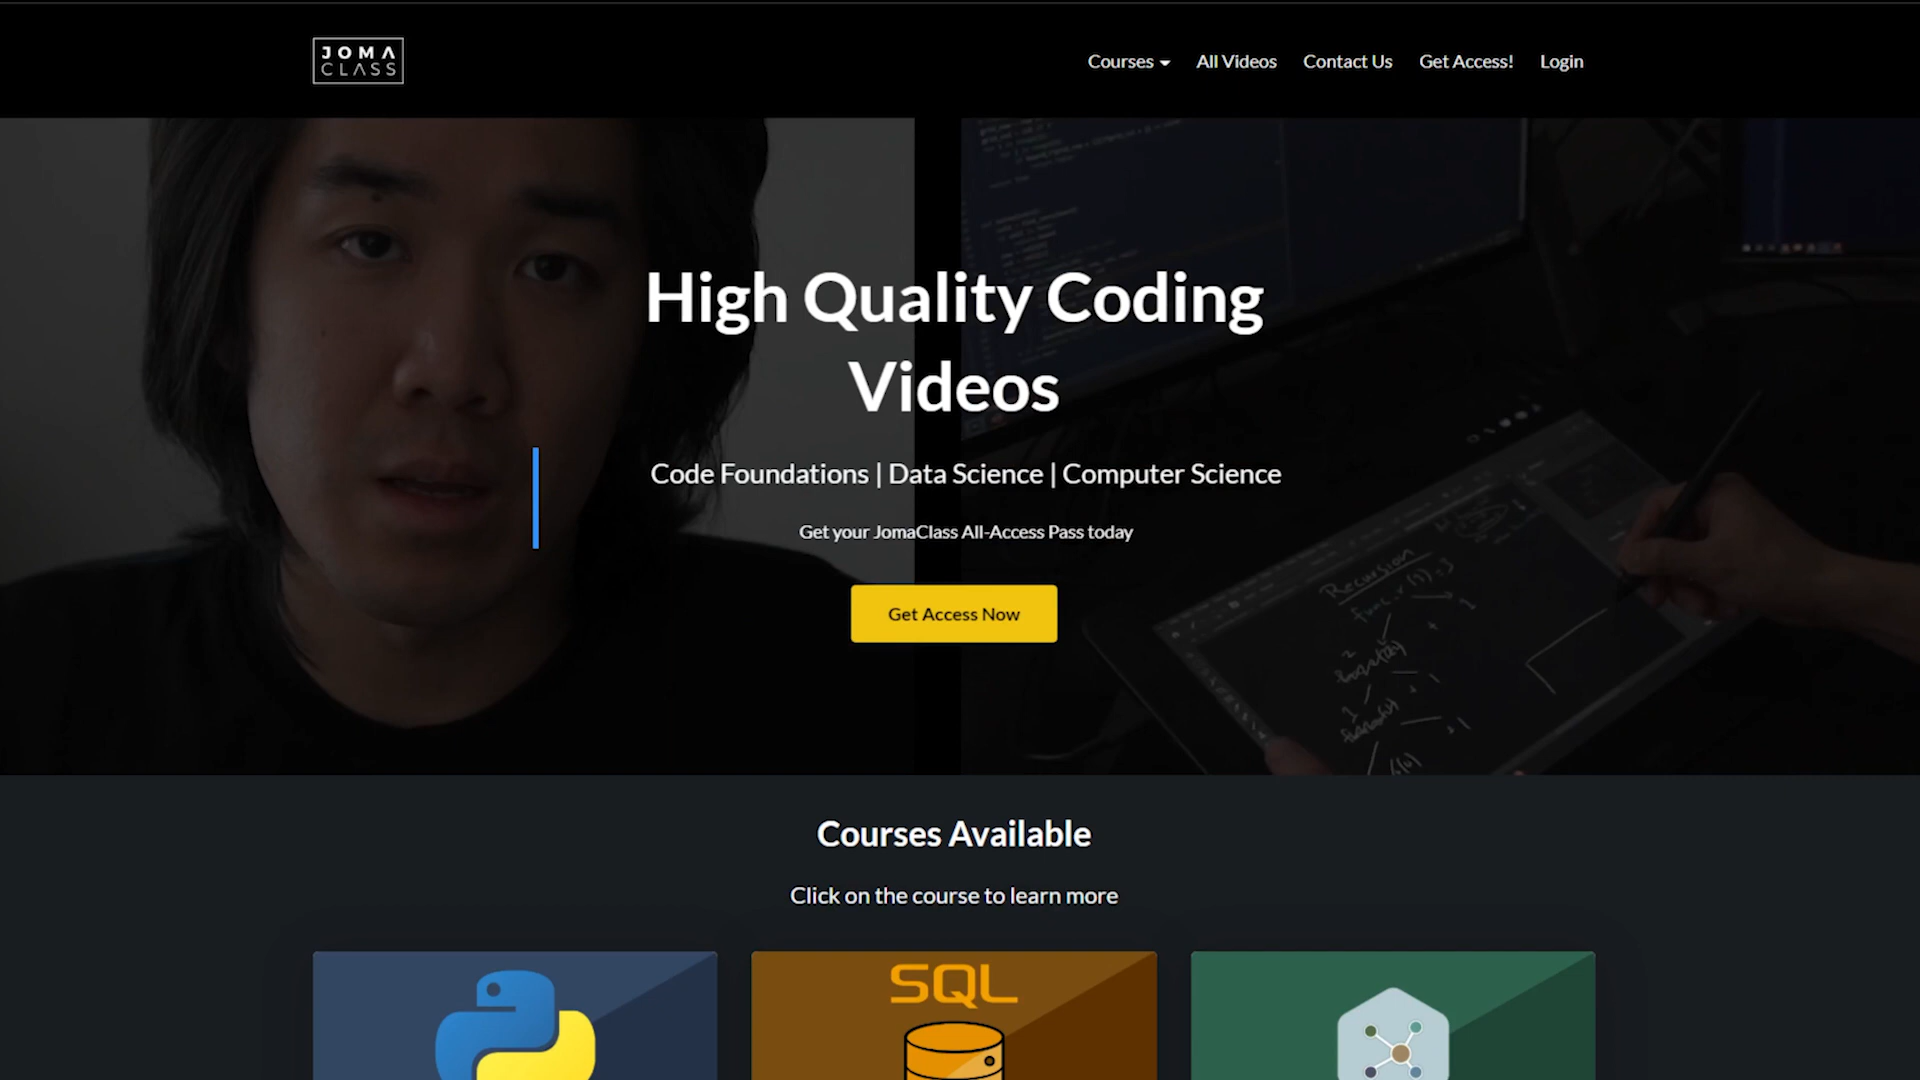 JOMA
CLASS
Courses
All Videos
Contact Us
Get Access!
Login
High Quality Coding
Videos
Code Foundations | Data Science | Computer Science
Get your JomaClass All-Access Pass today
Get Access Now
Recursion
Courses Available
Click on the course to learn more
SQL